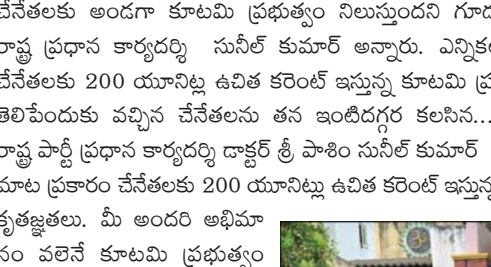 చేనేతలకు అండగా కూటమి ప్రభుత్వం నిలుస్తుందని గూడ
రాష్ట్ర ప్రధాన కార్యదర్శి సునీల్ కుమార్ అన్నారు. ఎన్నిక
చేనేతలకు 200 యూనిట్ల ఉచిత కరెంట్ ఇస్తున్న కూటమి ప్ర
తెలిపేందుకు వచ్చిన చేనేతలను తన ఇంటిదగ్గర కలసిన...
రాష్ట్ర పార్టీ ప్రధాన కార్యదర్శి డాక్టర్ శ్రీ పాశిం సునీల్ కుమార్
మాట ప్రకారం చేనేతలకు 200 యూనిట్లు ఉచిత కరెంట్ ఇస్తున్న
కృతజ్ఞతలు. మీ అందరి అభిమా
నం వలెనే కూటమి ప్రభుత్వం